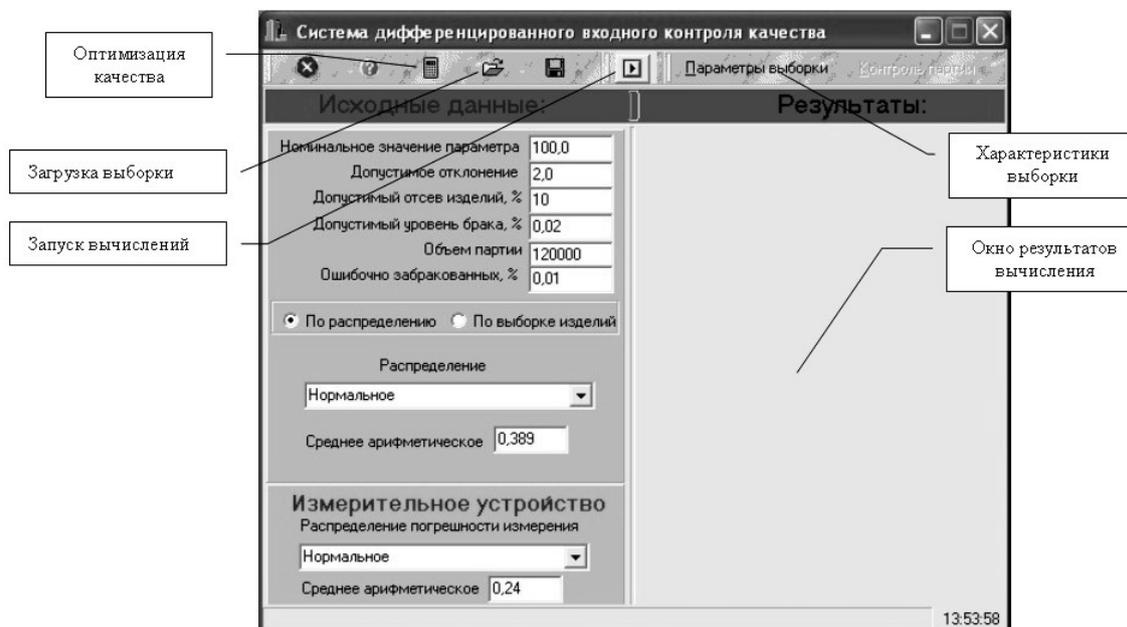 Система дифференцированного входного контроля качества
Оптимизация
качества
Загрузка выборки
Запуск вычислений
Параметры выборки
Контроль партии
Исходные данные:
Результаты:
Номинальное значение параметра 100,0
Допустимое отклонение 2,0
Допустимый отсев изделий, % 10
Допустимый уровень брака, % 0,02
Объем партии 120000
Ошибочно забракованных, % 0,01
По распределению По выборке изделий
Распределение
Нормальное
Среднее арифметическое 0,389
Измерительное устройство
Распределение погрешности измерения
Нормальное
Среднее арифметическое 0,24
13:53:58
Характеристики
выборки
Окно результатов
вычисления